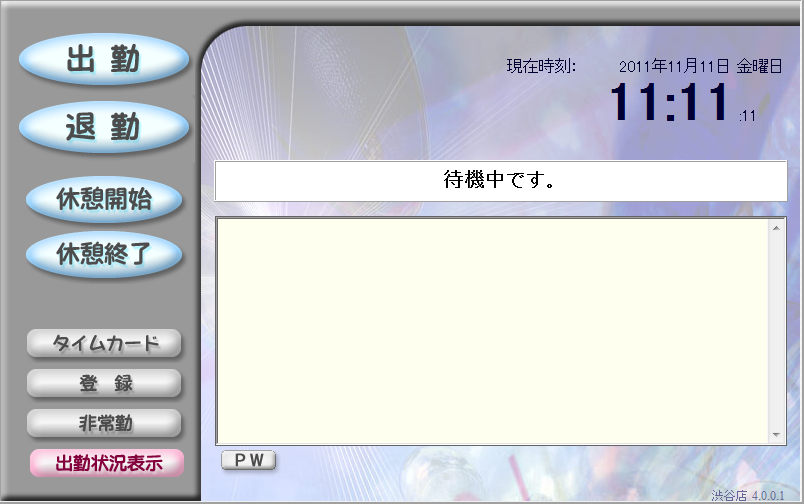 出 勤
退 勤
休憩開始
休憩終了
タイムカード
登 録
非常勤
出勤状況表示
現在時刻: 2011年11月11日 金曜日
11:11 :11
待機中です。
PW
渋谷店 4.0.0.1